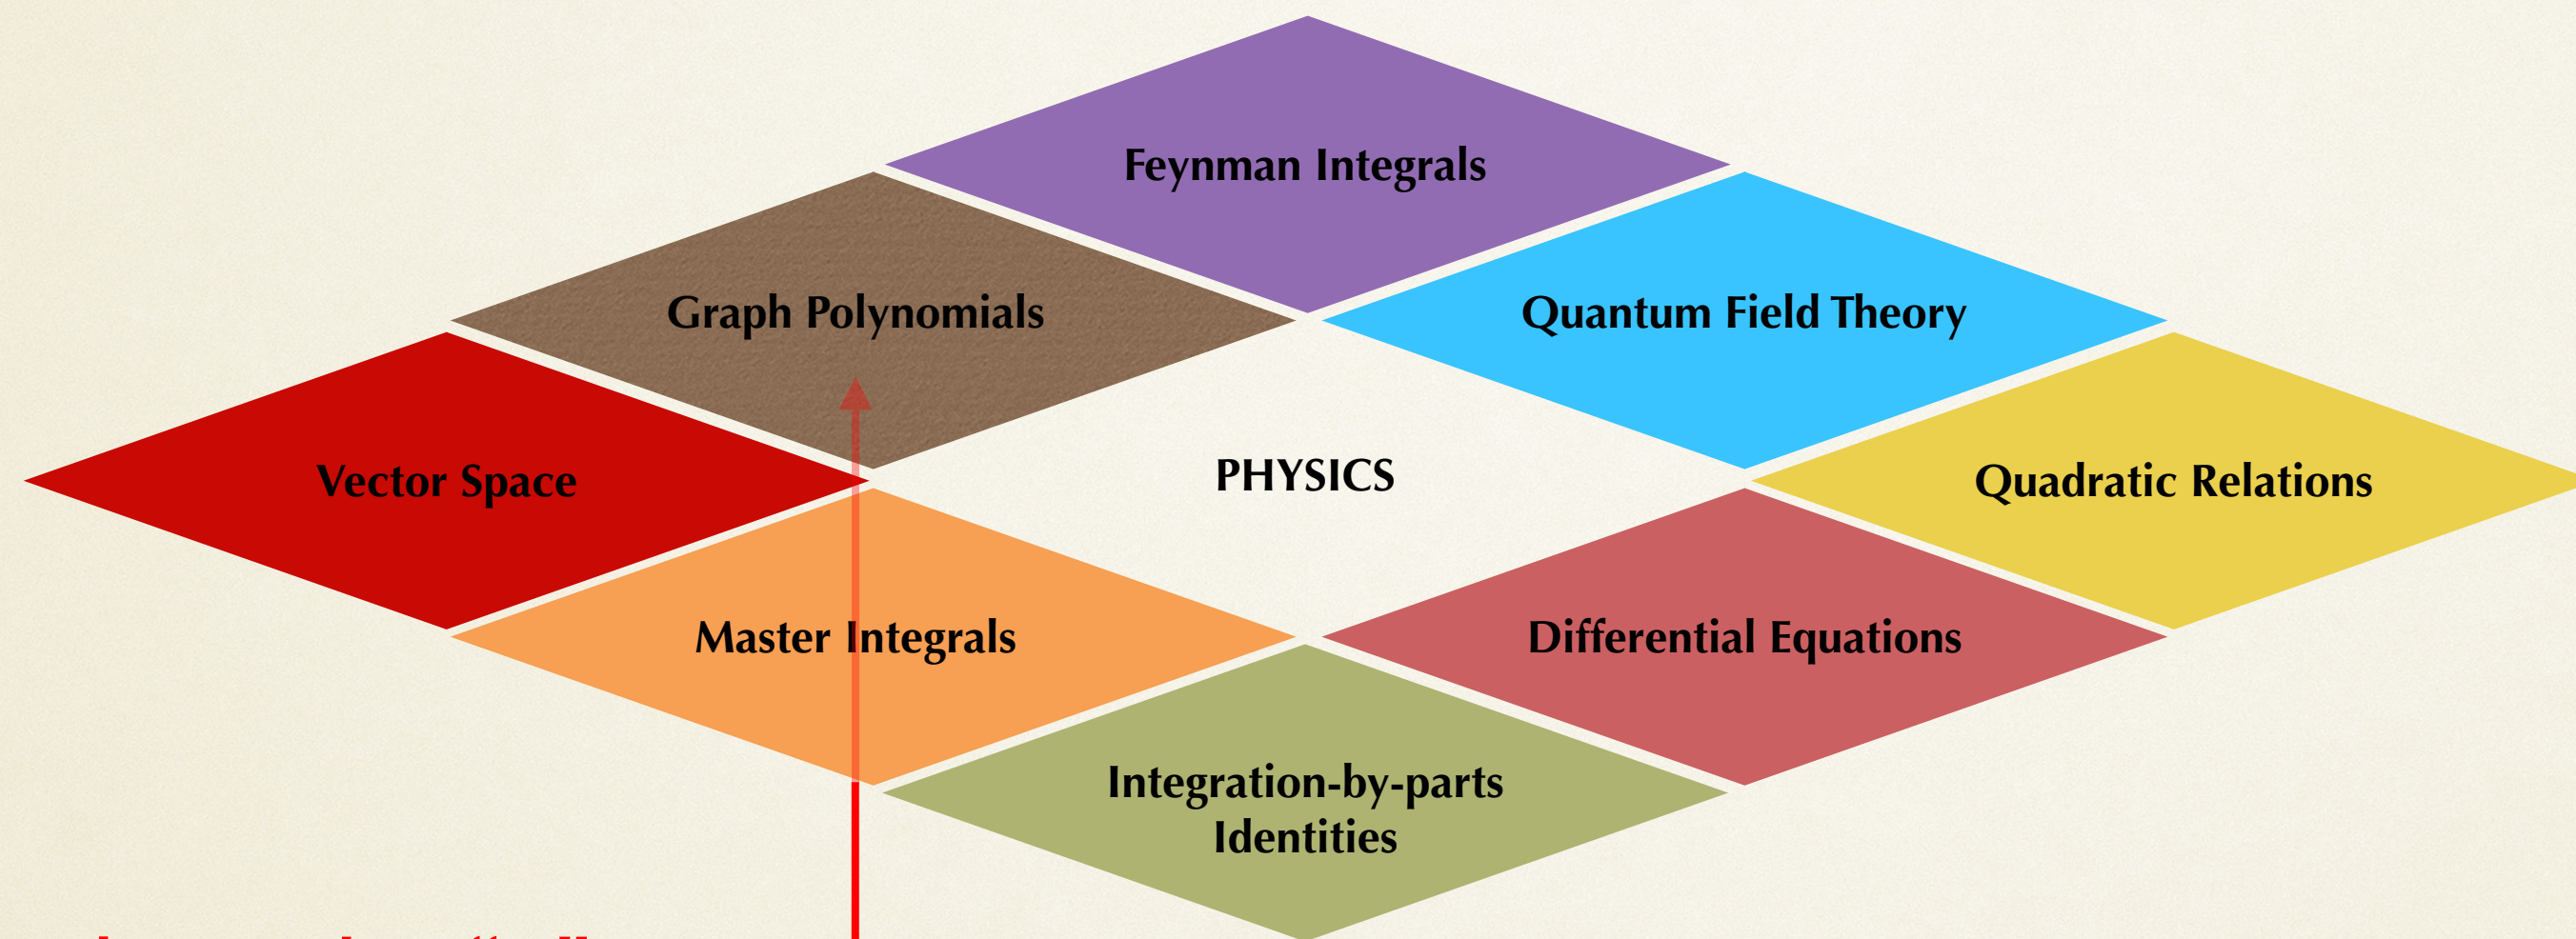 Feynman Integrals
Graph Polynomials
Quantum Field Theory
PHYSICS
Vector Space
Quadratic Relations
Master Integrals
Differential Equations
Integration-by-parts
Identities